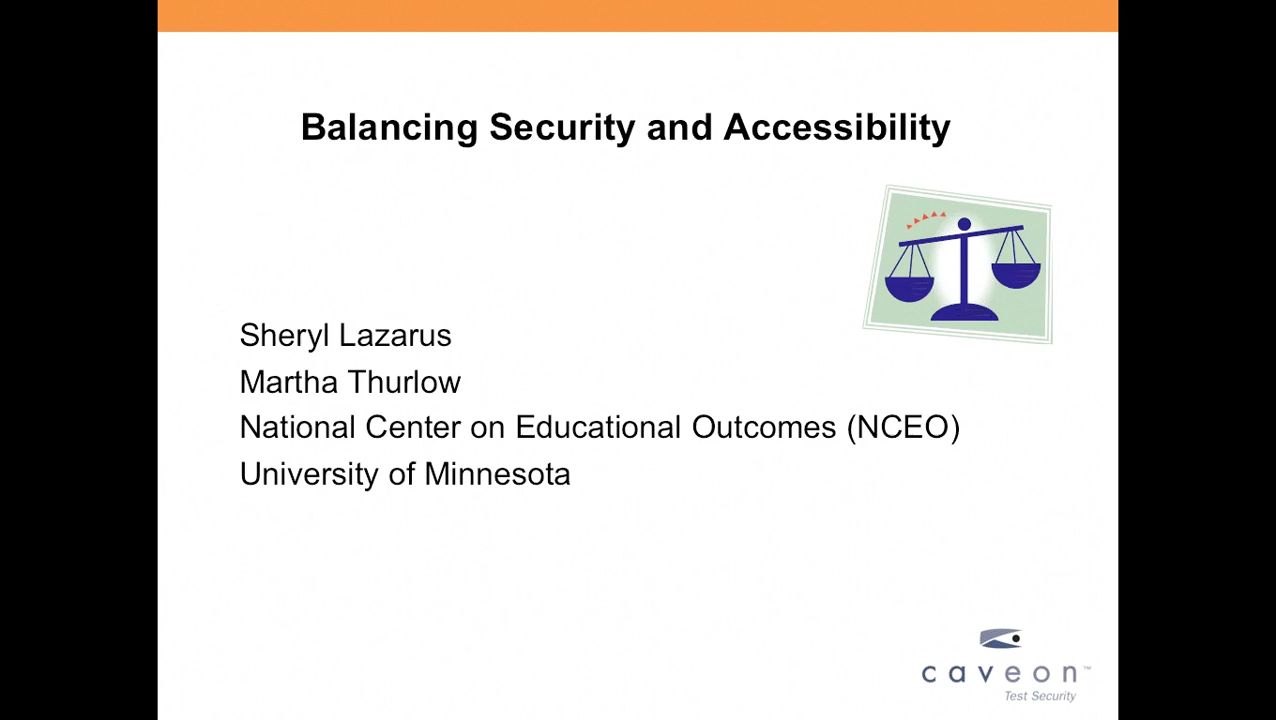 Balancing Security and Accessibility
Sheryl Lazarus
Martha Thurlow
National Center on Educational Outcomes (NCEO)
University of Minnesota
caveon™
Test Security